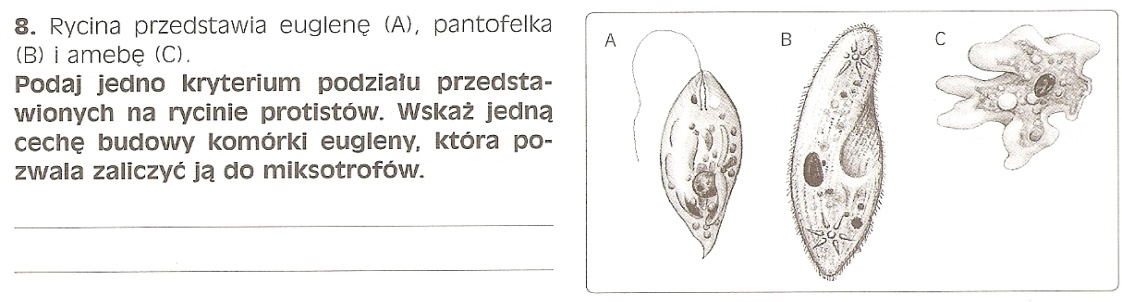 8. Rycina przedstawia euglenę (A), pantofelka
(B) i amebę (C).
Podaj jedno kryterium podziału przedsta-
wionych na rycinie protistów. Wskaż jedną
cechę budowy komórki eugleny, która po-
zwala zaliczyć ją do miksotrofów.
A
B
C